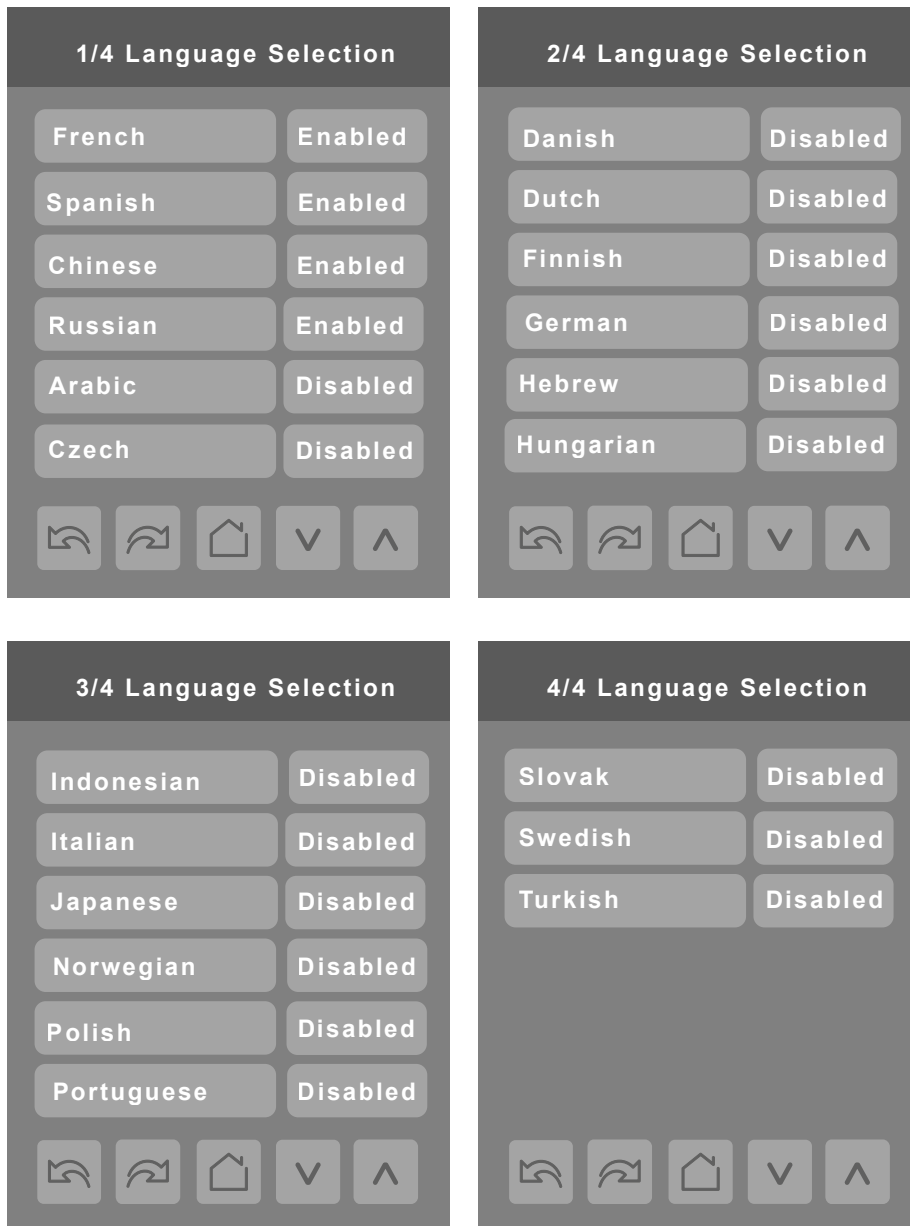 1/4 Language Selection
French Enabled
Spanish Enabled
Chinese Enabled
Russian Enabled
Arabic Disabled
Czech Disabled
2/4 Language Selection
Danish Disabled
Dutch Disabled
Finnish Disabled
German Disabled
Hebrew Disabled
Hungarian Disabled
3/4 Language Selection
Indonesian Disabled
Italian Disabled
Japanese Disabled
Norwegian Disabled
Polish Disabled
Portuguese Disabled
4/4 Language Selection
Slovak Disabled
Swedish Disabled
Turkish Disabled